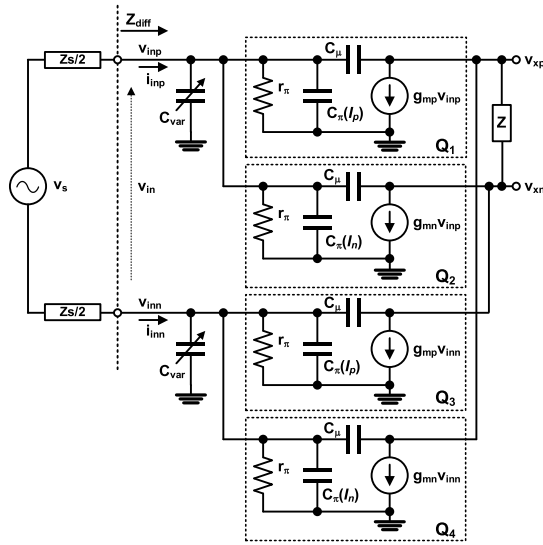 Zdiff
Zs/2
vinp
iinp
Cvar
rπ
Cμ
Cπ(Ip)
gmpvinp
Q1
vxp
Z
vs
vin
rπ
Cμ
Cπ(In)
gmnvinp
Q2
vxn
Zs/2
vinn
iinn
Cvar
rπ
Cμ
Cπ(Ip)
gmpvinn
Q3
rπ
Cμ
Cπ(In)
gmnvinn
Q4